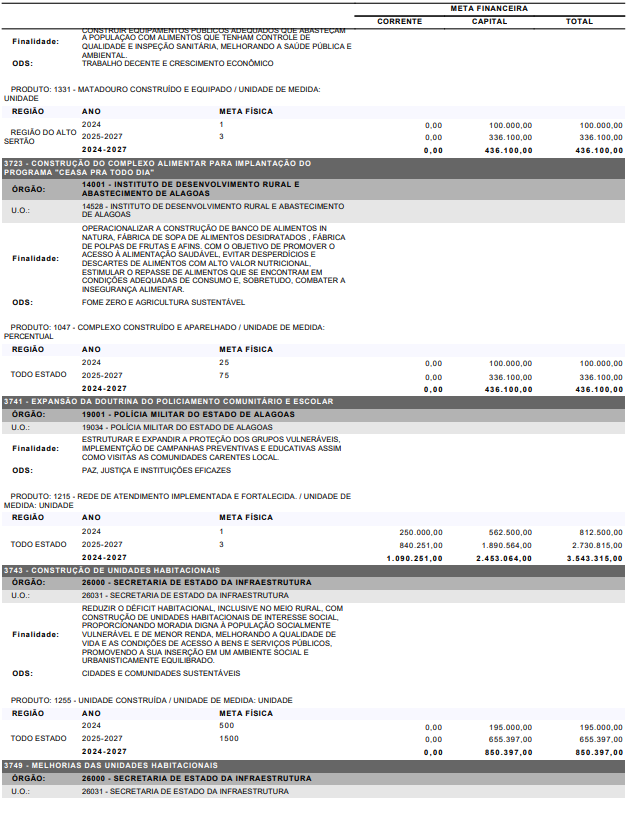 META FINANCEIRA
CORRENTE CAPITAL TOTAL
CONSTRUIR EQUIPAMENTOS PÚBLICOS ADEQUADOS QUE ABASTEÇAM
Finalidade: A POPULAÇÃO COM ALIMENTOS QUE TENHAM CONTROLE DE
QUALIDADE E INSPEÇÃO SANITÁRIA, MELHORANDO A SAÚDE PÚBLICA E
AMBIENTAL.
ODS: TRABALHO DECENTE E CRESCIMENTO ECONÔMICO
PRODUTO: 1331 - MATADOURO CONSTRUÍDO E EQUIPADO / UNIDADE DE MEDIDA:
UNIDADE
REGIÃO ANO META FÍSICA
2024 1 0,00 100.000,00 100.000,00
REGIÃO DO ALTO SERTÃO 2025-2027 3 0,00 336.100,00 336.100,00
2024-2027 0,00 436.100,00 436.100,00
3723 - CONSTRUÇÃO DO COMPLEXO ALIMENTAR PARA IMPLANTAÇÃO DO
PROGRAMA "CEASA PRA TODO DIA"
ÓRGÃO: 14001 - INSTITUTO DE DESENVOLVIMENTO RURAL E
ABASTECIMENTO DE ALAGOAS
U.O.: 14528 - INSTITUTO DE DESENVOLVIMENTO RURAL E ABASTECIMENTO
DE ALAGOAS
OPERACIONALIZAR A CONSTRUÇÃO DE BANCO DE ALIMENTOS IN
NATURA, FÁBRICA DE SOPA DE ALIMENTOS DESIDRATADOS , FÁBRICA
DE POLPAS DE FRUTAS E AFINS. COM O OBJETIVO DE PROMOVER O
Finalidade: ACESSO À ALIMENTAÇÃO SAUDÁVEL, EVITAR DESPERDÍCIOS E
DESCARTES DE ALIMENTOS COM ALTO VALOR NUTRICIONAL,
ESTIMULAR O REPASSE DE ALIMENTOS QUE SE ENCONTRAM EM
CONDIÇÕES ADEQUADAS DE CONSUMO E, SOBRETUDO, COMBATER A
INSEGURANÇA ALIMENTAR.
ODS: FOME ZERO E AGRICULTURA SUSTENTÁVEL
PRODUTO: 1047 - COMPLEXO CONSTRUÍDO E APARELHADO / UNIDADE DE MEDIDA:
PERCENTUAL
REGIÃO ANO META FÍSICA
2024 25 0,00 100.000,00 100.000,00
TODO ESTADO 2025-2027 75 0,00 336.100,00 336.100,00
2024-2027 0,00 436.100,00 436.100,00
3741 - EXPANSÃO DA DOUTRINA DO POLICIAMENTO COMUNITÁRIO E ESCOLAR
ÓRGÃO: 19001 - POLÍCIA MILITAR DO ESTADO DE ALAGOAS
U.O.: 19034 - POLÍCIA MILITAR DO ESTADO DE ALAGOAS
ESTRUTURAR E EXPANDIR A PROTEÇÃO DOS GRUPOS VULNERÁVEIS,
Finalidade: IMPLEMENTÇÃO DE CAMPANHAS PREVENTIVAS E EDUCATIVAS ASSIM
COMO VISITAS AS COMUNIDADES CARENTES LOCAL.
ODS: PAZ, JUSTIÇA E INSTITUIÇÕES EFICAZES
PRODUTO: 1215 - REDE DE ATENDIMENTO IMPLEMENTADA E FORTALECIDA. / UNIDADE DE
MEDIDA: UNIDADE
REGIÃO ANO META FÍSICA
2024 1 250.000,00 562.500,00 812.500,00
TODO ESTADO 2025-2027 3 840.251,00 1.890.564,00 2.730.815,00
2024-2027 1.090.251,00 2.453.064,00 3.543.315,00
3743 - CONSTRUÇÃO DE UNIDADES HABITACIONAIS
ÓRGÃO: 26000 - SECRETARIA DE ESTADO DA INFRAESTRUTURA
U.O.: 26031 - SECRETARIA DE ESTADO DA INFRAESTRUTURA
REDUZIR O DÉFICIT HABITACIONAL, INCLUSIVE NO MEIO RURAL, COM
CONSTRUÇÃO DE UNIDADES HABITACIONAIS DE INTERESSE SOCIAL,
PROPORCIONANDO MORADIA DIGNA À POPULAÇÃO SOCIALMENTE
Finalidade: VULNERÁVEL E DE MENOR RENDA, MELHORANDO A QUALIDADE DE
VIDA E AS CONDIÇÕES DE ACESSO A BENS E SERVIÇOS PÚBLICOS,
PROMOVENDO A SUA INSERÇÃO EM UM AMBIENTE SOCIAL E
URBANISTICAMENTE EQUILIBRADO.
ODS: CIDADES E COMUNIDADES SUSTENTÁVEIS
PRODUTO: 1255 - UNIDADE CONSTRUÍDA / UNIDADE DE MEDIDA: UNIDADE
REGIÃO ANO META FÍSICA
2024 500 0,00 195.000,00 195.000,00
TODO ESTADO 2025-2027 1500 0,00 655.397,00 655.397,00
2024-2027 0,00 850.397,00 850.397,00
3749 - MELHORIAS DAS UNIDADES HABITACIONAIS
ÓRGÃO: 26000 - SECRETARIA DE ESTADO DA INFRAESTRUTURA
U.O.: 26031 - SECRETARIA DE ESTADO DA INFRAESTRUTURA